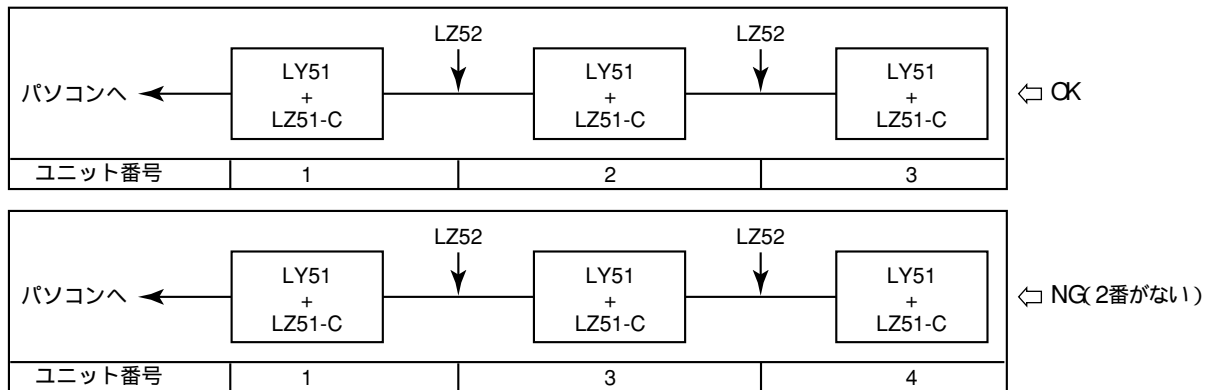 LZ52 LZ52
LY51 LY51 LY51
パソコンへ + + + ⇦ OK
LZ51-C LZ51-C LZ51-C
ユニット番号 1 2 3
LZ52 LZ52
LY51 LY51 LY51
パソコンへ + + + ⇦ NG(2番がない)
LZ51-C LZ51-C LZ51-C
ユニット番号 1 3 4